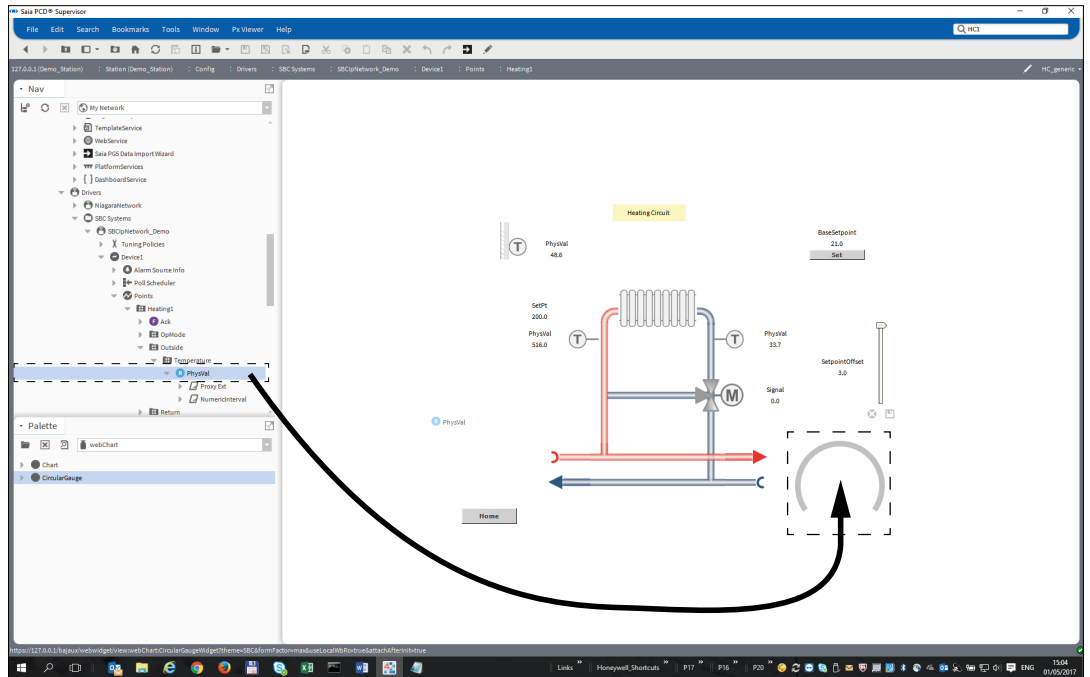 Saia PCD® Supervisor
File Edit Search Bookmarks Tools Window Px Viewer Help
HC1
127.0.0.1 (Demo_Station) : Station (Demo_Station) : Config : Drivers : SBC Systems : SBCIpNetwork_Demo : Device1 : Points : Heating1
HC_generic
Nav
My Network
TemplateService
WebService
Saia PG5 Data Import Wizard
PlatformServices
DashboardService
Drivers
NiagaraNetwork
SBC Systems
SBCIpNetwork_Demo
Tuning Policies
Device1
Alarm Source Info
Poll Scheduler
Points
Heating1
Ack
OpMode
Outside
Temperature
PhysVal
Proxy Ext
NumericInterval
Return
Palette
webChart
Chart
CircularGauge
Heating Circuit
T
PhysVal
48.6
BaseSetpoint
21.0
Set
SetPt
200.0
PhysVal
516.0
T
T
PhysVal
33.7
SetpointOffset
3.0
M
Signal
0.0
PhysVal
Home
https://127.0.0.1/bajaux/webwidget/view:webChart:CircularGaugeWidget?theme=SBC&formFactor=max&useLocalWbRc=true&attachAfterInit=true
Links Honeywell_Shortcuts P17 P16 P20 ENG 15:04
01/05/2017